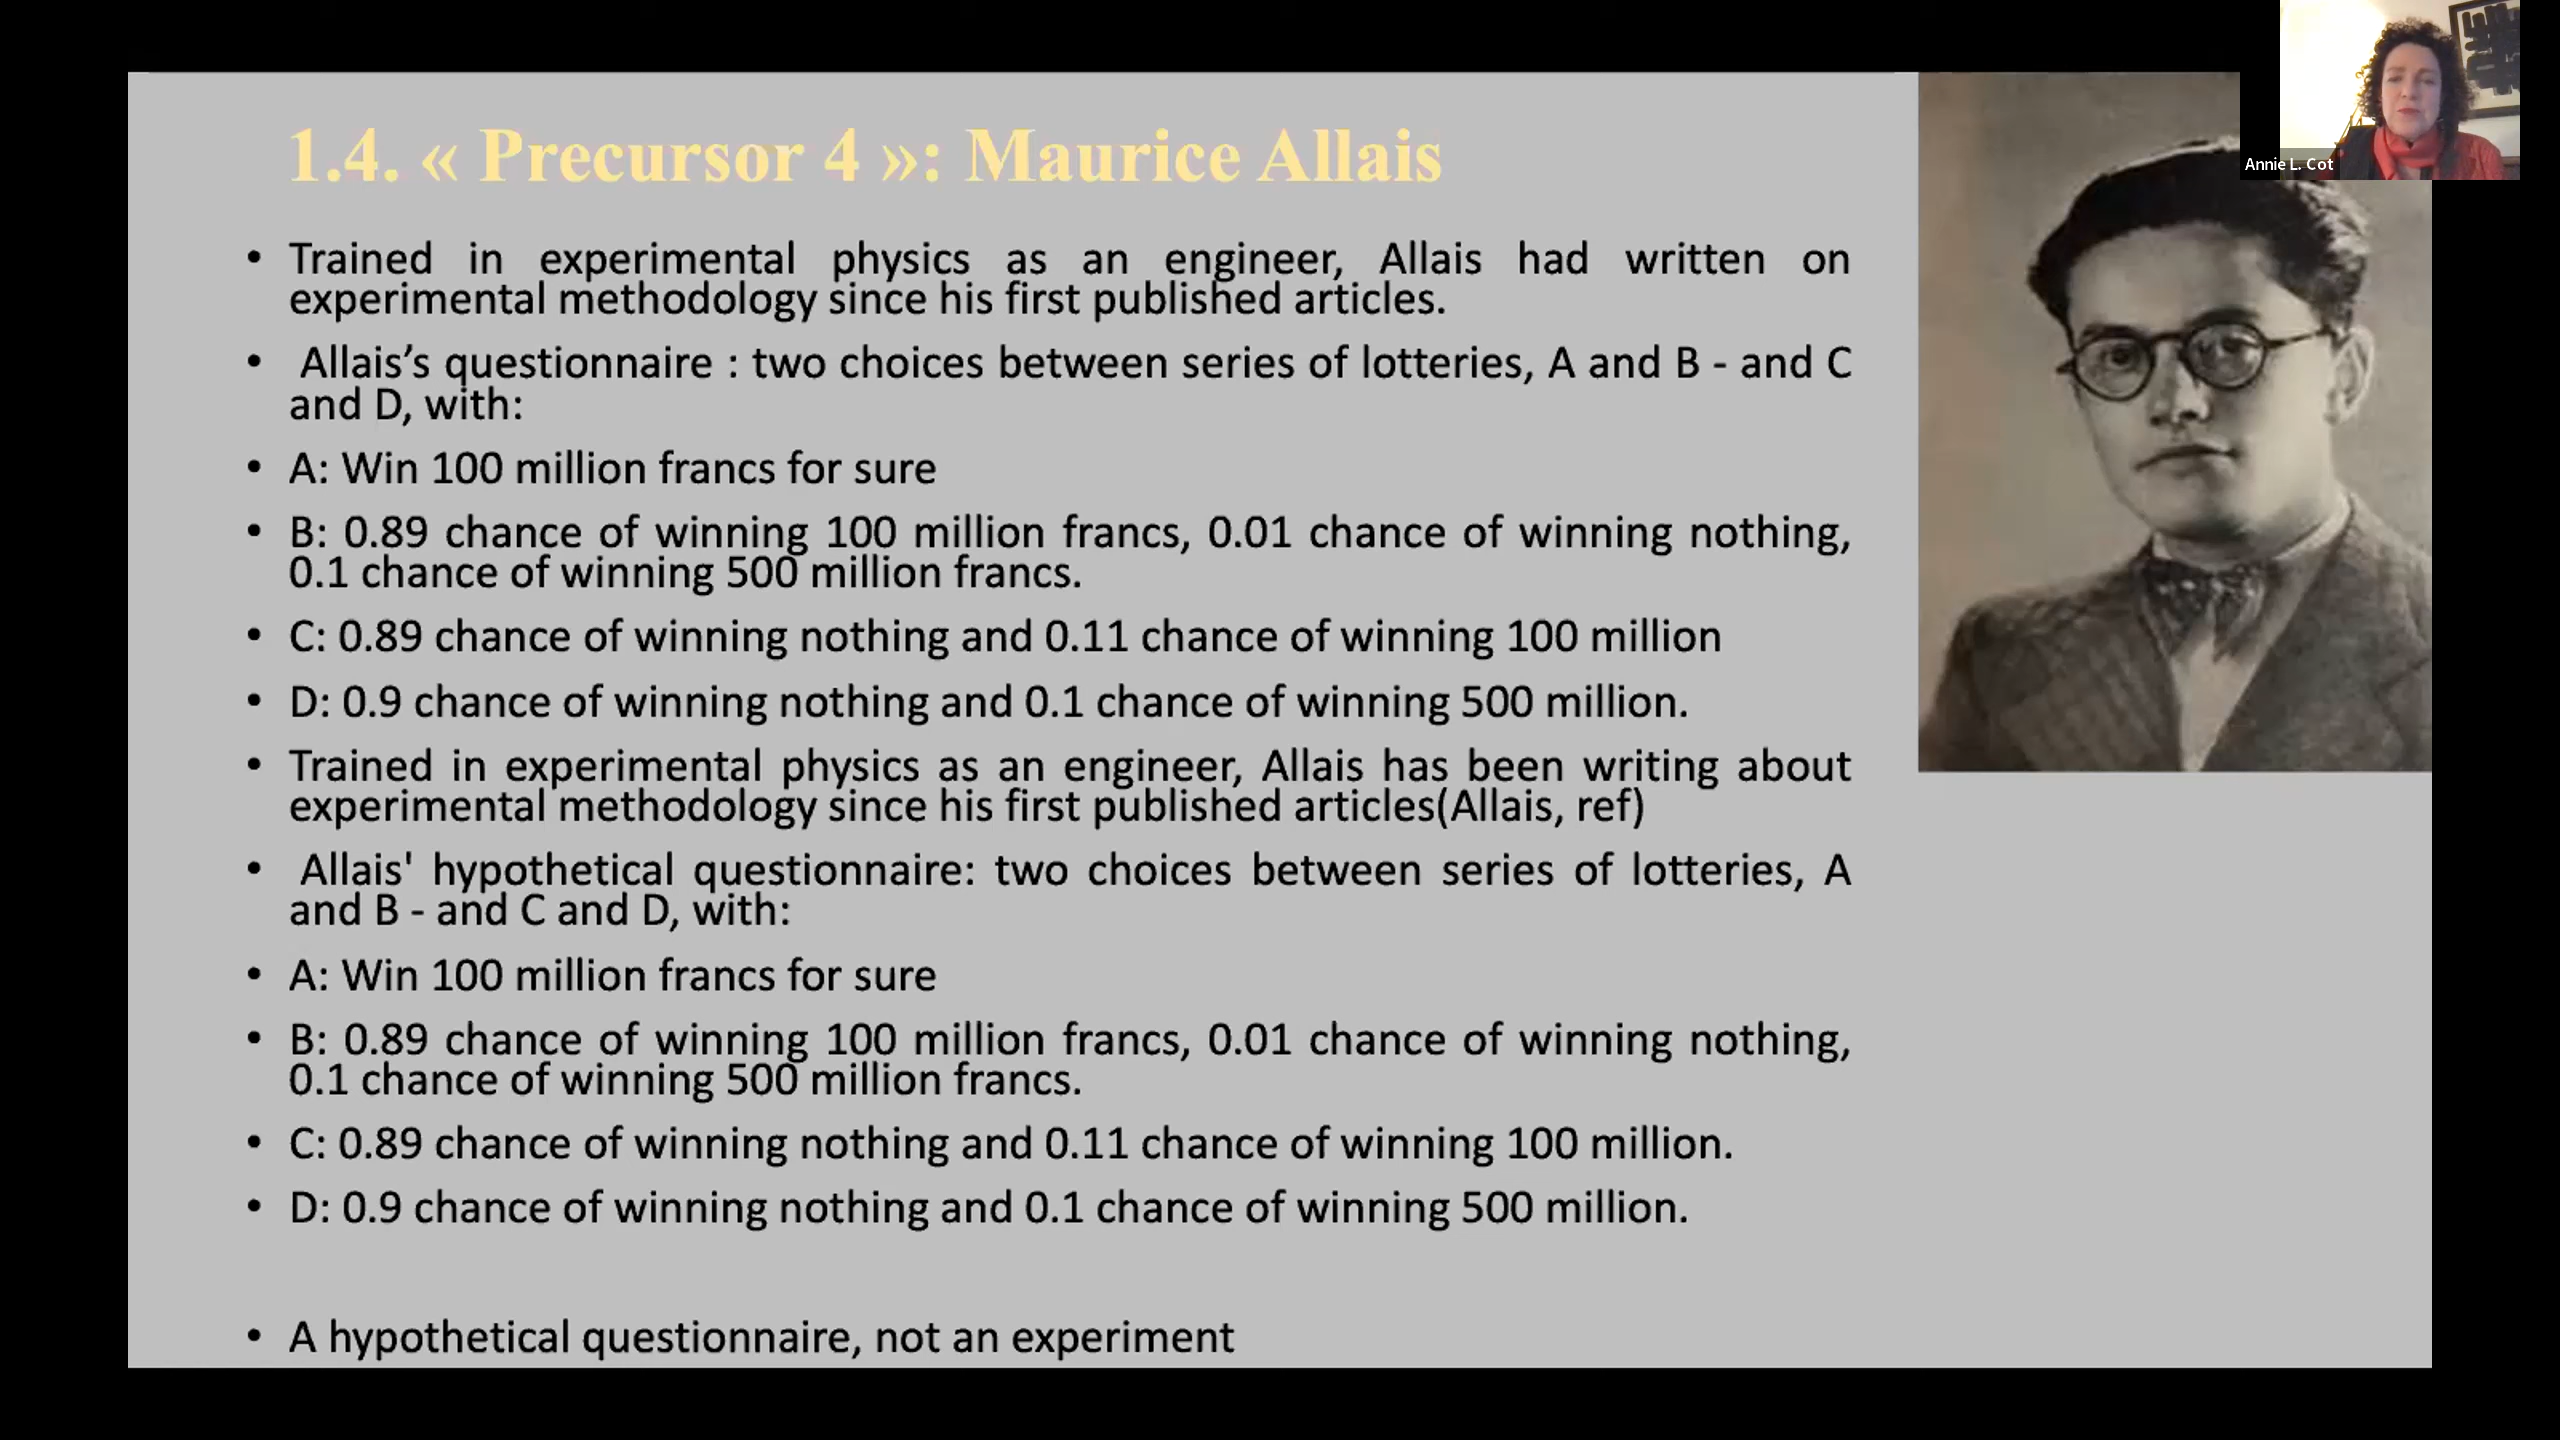 1.4. « Precursor 4 »: Maurice Allais
Annie L. Cot
• Trained in experimental physics as an engineer, Allais had written on
experimental methodology since his first published articles.
• Allais’s questionnaire : two choices between series of lotteries, A and B - and C
and D, with:
• A: Win 100 million francs for sure
• B: 0.89 chance of winning 100 million francs, 0.01 chance of winning nothing,
0.1 chance of winning 500 million francs.
• C: 0.89 chance of winning nothing and 0.11 chance of winning 100 million
• D: 0.9 chance of winning nothing and 0.1 chance of winning 500 million.
• Trained in experimental physics as an engineer, Allais has been writing about
experimental methodology since his first published articles(Allais, ref)
• Allais' hypothetical questionnaire: two choices between series of lotteries, A
and B - and C and D, with:
• A: Win 100 million francs for sure
• B: 0.89 chance of winning 100 million francs, 0.01 chance of winning nothing,
0.1 chance of winning 500 million francs.
• C: 0.89 chance of winning nothing and 0.11 chance of winning 100 million.
• D: 0.9 chance of winning nothing and 0.1 chance of winning 500 million.
• A hypothetical questionnaire, not an experiment